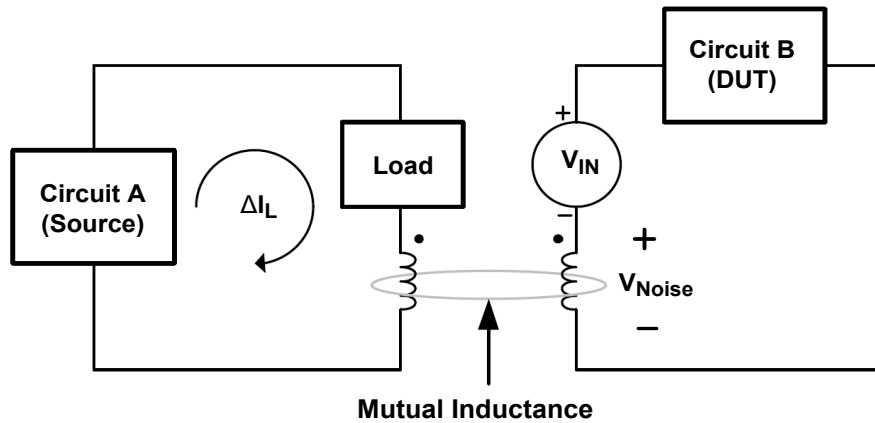 Circuit A
(Source)
ΔIL
Load
+
VIN
−
Circuit B
(DUT)
+
VNoise
−
Mutual Inductance